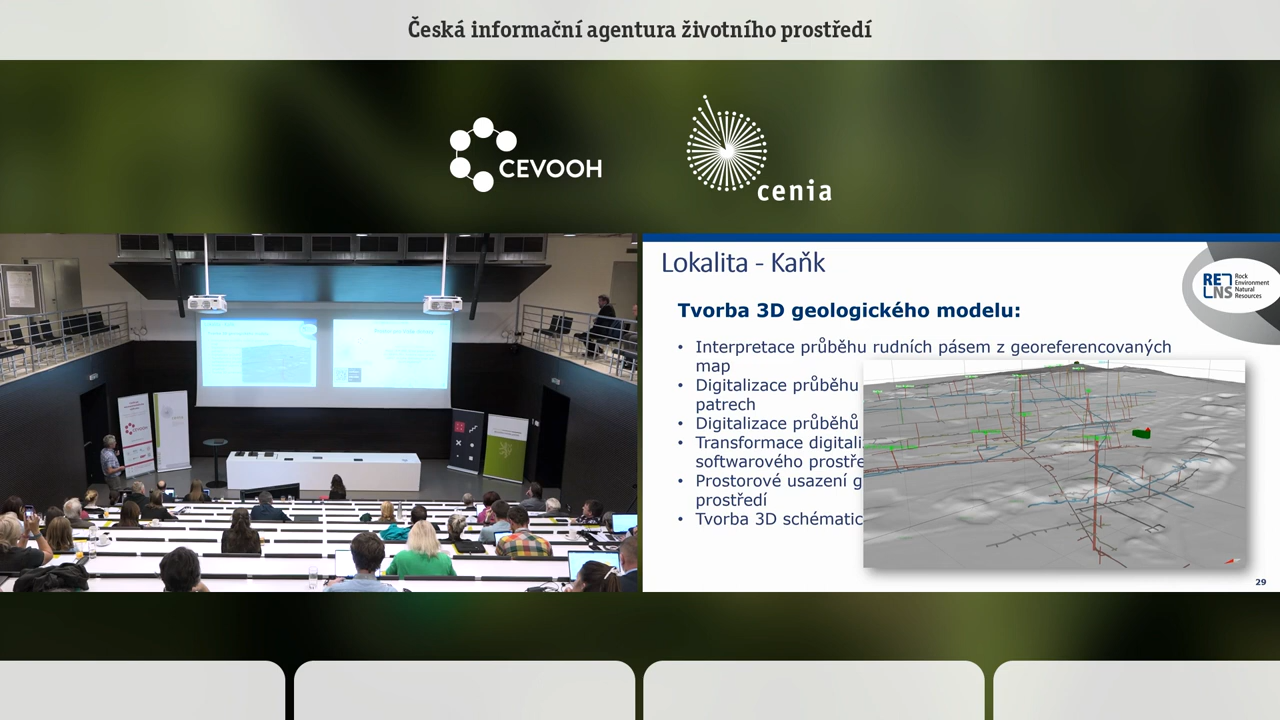 Česká informační agentura životního prostředí
CEVOOH
cenia
Lokalita - Kaňk
RE
NS
Rock
Environment
Natural
Resources
Tvorba 3D geologického modelu:
• Interpretace průběhu rudních pásem z georeferencovaných
map
• Digitalizace průběhu
patrech
• Digitalizace průběhů
• Transformace digitali
softwarového prostře
• Prostorové usazení g
prostředí
• Tvorba 3D schématic
29